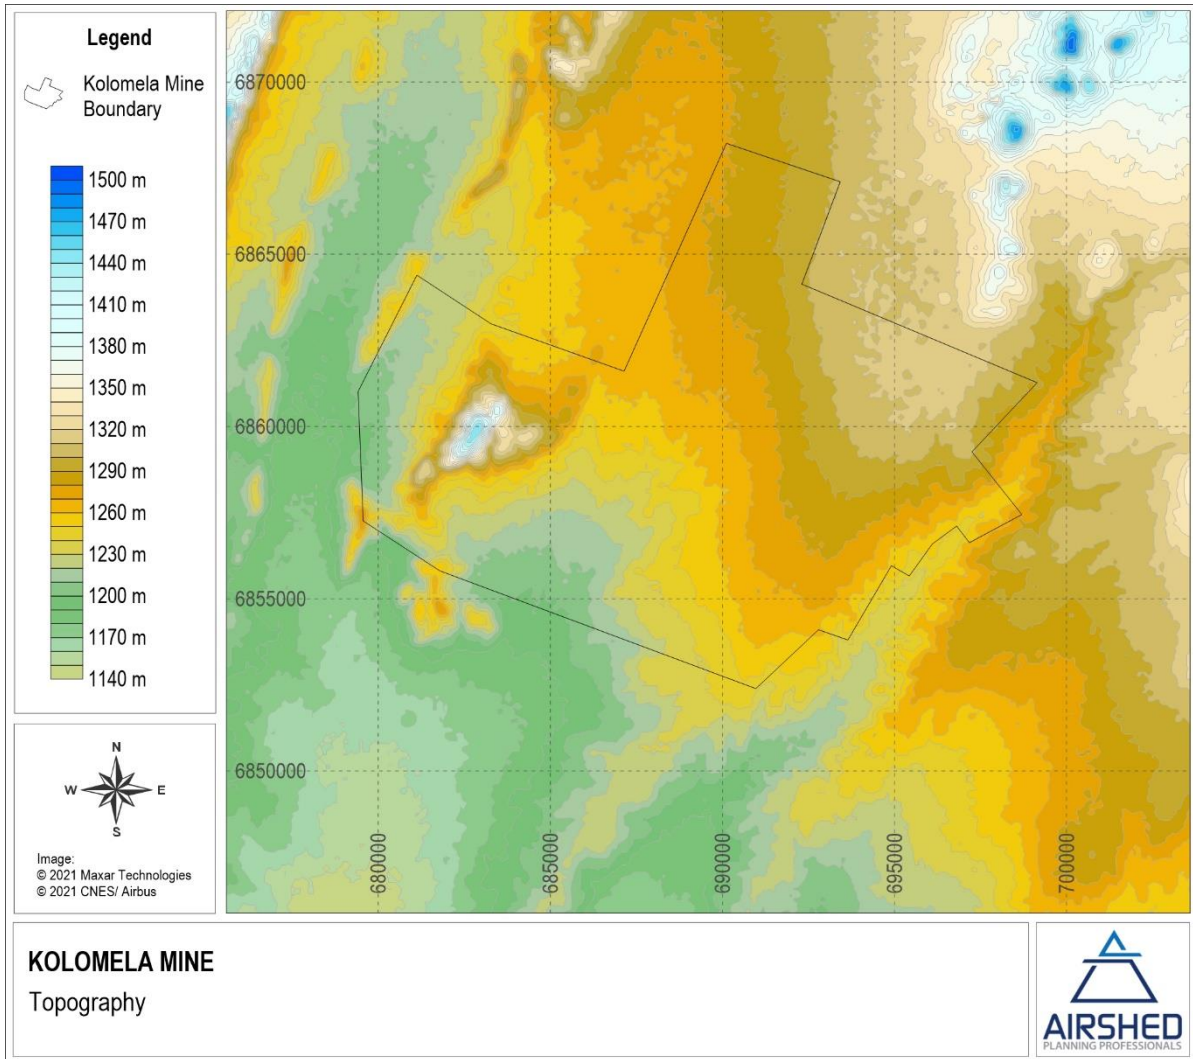 Legend
Kolomela Mine
Boundary
1500 m
1470 m
1440 m
1410 m
1380 m
1350 m
1320 m
1290 m
1260 m
1230 m
1200 m
1170 m
1140 m
N
W
E
S
Image:
© 2021 Maxar Technologies
© 2021 CNES/ Airbus
6870000
6865000
6860000
6855000
6850000
680000
685000
690000
695000
700000
KOLOMELA MINE
Topography
AIRSHED
PLANNING PROFESSIONALS